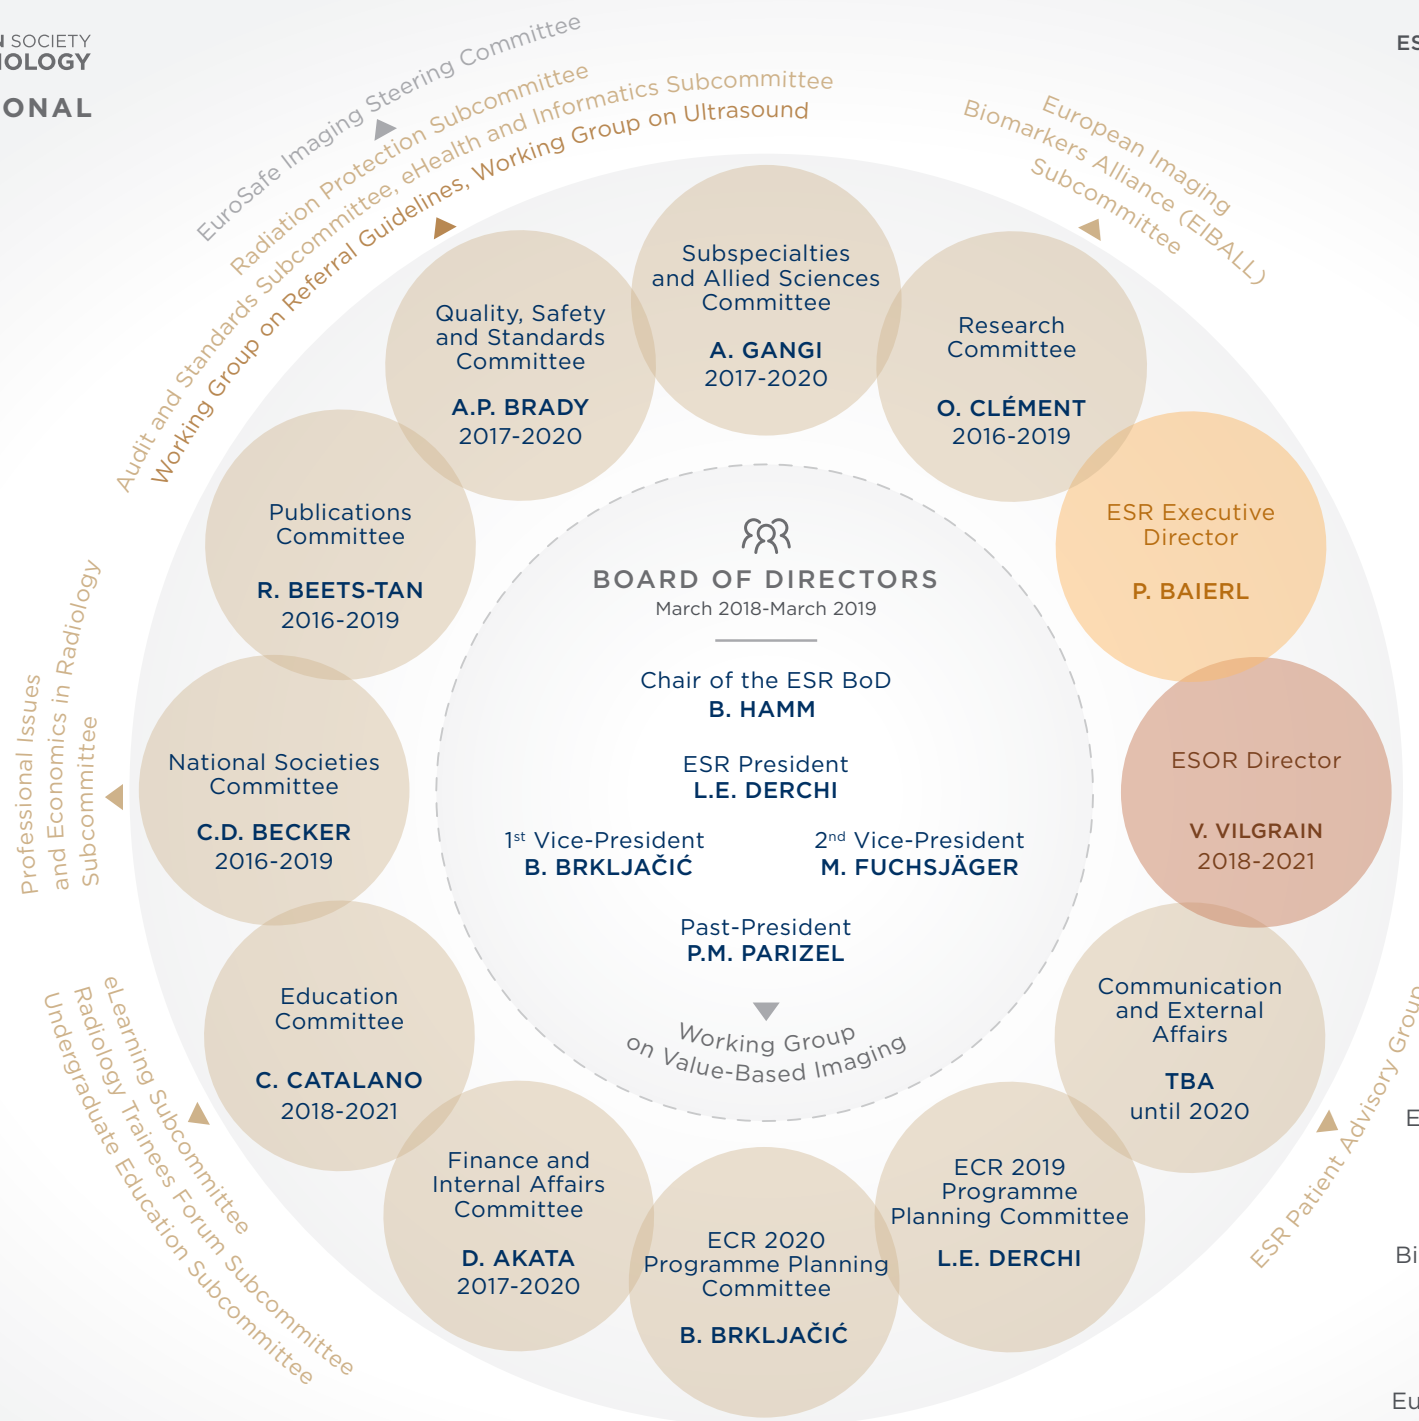 SOCIETY
OLOGY
ONAL
EuroSafe Imaging Steering Committee
Radiation Protection Subcommittee
Audit and Standards Subcommittee, eHealth and Informatics Subcommittee
Working Group on Referral Guidelines, Working Group on Ultrasound
European Imaging
Biomarkers Alliance (EIBALL)
Subcommittee
ES
Subspecialties
and Allied Sciences
Committee
A. GANGI
2017-2020
Quality, Safety
and Standards
Committee
A.P. BRADY
2017-2020
Research
Committee
O. CLÉMENT
2016-2019
Publications
Committee
R. BEETS-TAN
2016-2019
ESR Executive
Director
P. BAIERL
BOARD OF DIRECTORS
March 2018-March 2019
Chair of the ESR BoD
B. HAMM
ESR President
L.E. DERCHI
1st Vice-President
B. BRKLJAČIĆ
2nd Vice-President
M. FUCHSJÄGER
Past-President
P.M. PARIZEL
Working Group
on Value-Based Imaging
Professional Issues
and Economics in Radiology
Subcommittee
National Societies
Committee
C.D. BECKER
2016-2019
ESOR Director
V. VILGRAIN
2018-2021
Education
Committee
C. CATALANO
2018-2021
eLearning Subcommittee
Radiology Trainees Forum Subcommittee
Undergraduate Education Subcommittee
Communication
and External
Affairs
TBA
until 2020
ESR Patient Advisory Group
Finance and
Internal Affairs
Committee
D. AKATA
2017-2020
ECR 2020
Programme Planning
Committee
B. BRKLJAČIĆ
ECR 2019
Programme
Planning Committee
L.E. DERCHI
E
Bi
Eu